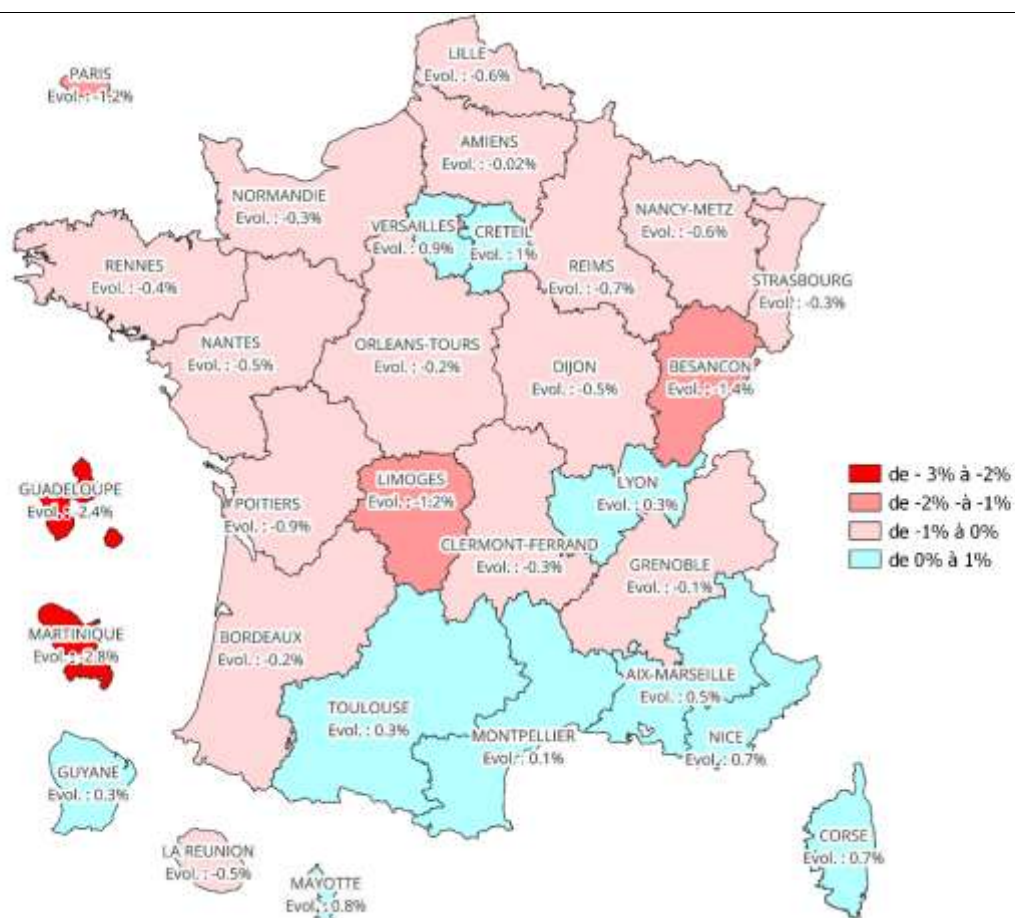 LILLE
Evol. : -0.6%
PARIS
Evol. : -1.2%
AMIENS
Evol. : -0.02%
NORMANDIE
Evol. : -0.3%
VERSAILLES
Evol. : 0.9%
CRETEIL
Evol. : 1%
NANCY-METZ
Evol. : -0.6%
RENNES
Evol. : -0.4%
REIMS
Evol. : -0.7%
STRASBOURG
Evol. : -0.3%
NANTES
Evol. : -0.5%
ORLEANS-TOURS
Evol. : -0.2%
DIJON
Evol. : -0.5%
BESANCON
Evol. : -1.4%
GUADELOUPE
Evol. : -2.4%
POITIERS
Evol. : -0.9%
LIMOGES
Evol. : -1.2%
LYON
Evol. : 0.3%
de - 3% à -2%
de -2% -à -1%
de -1% à 0%
de 0% à 1%
CLERMONT-FERRAND
Evol. : -0.3%
GRENOBLE
Evol. : -0.1%
MARTINIQUE
Evol. : -2.8%
BORDEAUX
Evol. : -0.2%
AIX-MARSEILLE
Evol. : 0.5%
TOULOUSE
Evol. : 0.3%
MONTPELLIER
Evol. : 0.1%
NICE
Evol. : 0.7%
GUYANE
Evol. : 0.3%
CORSE
Evol. : 0.7%
LA REUNION
Evol. : -0.5%
MAYOTTE
Evol. : 0.8%